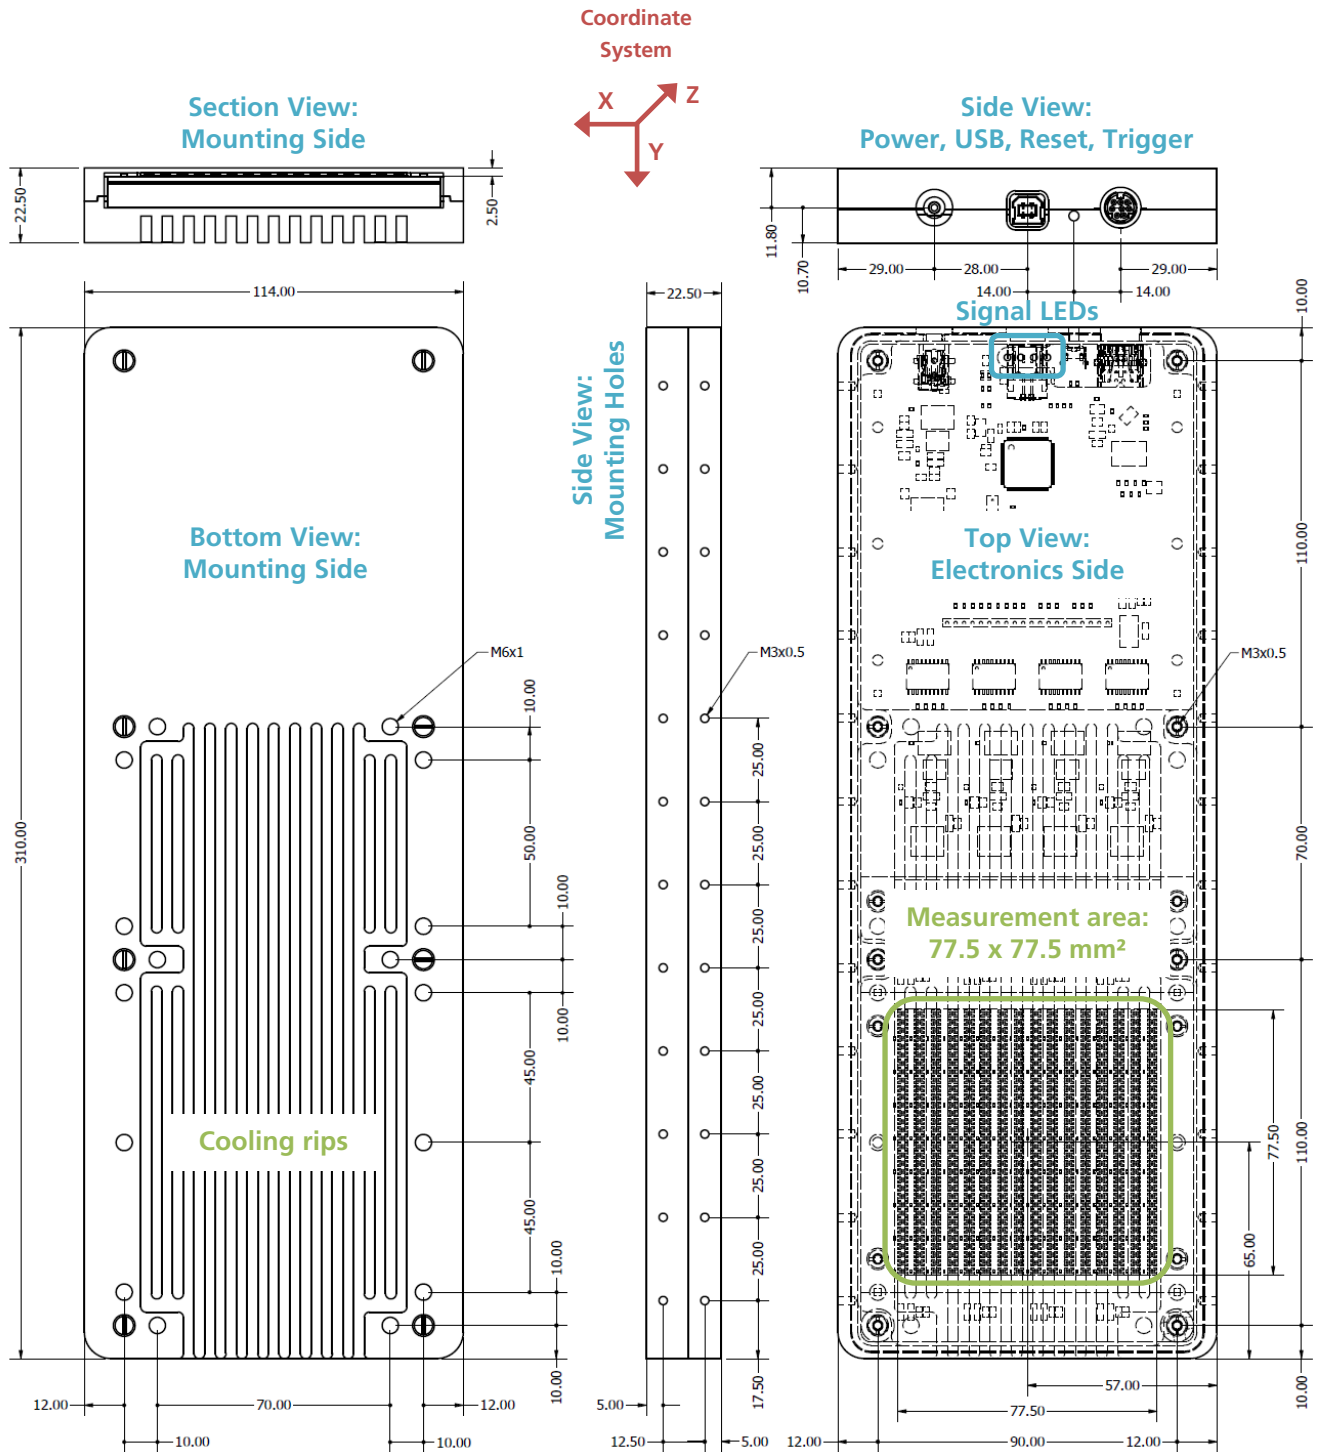 Coordinate
System
X
Z
Y
Section View:
Mounting Side
Side View:
Power, USB, Reset, Trigger
22.50
2.50
11.80
10.70
29.00
28.00
29.00
14.00
14.00
10.00
114.00
22.50
Signal LEDs
Side View:
Mounting Holes
Bottom View:
Mounting Side
Top View:
Electronics Side
110.00
M6x1
M3x0.5
M3x0.5
10.00
310.00
50.00
10.00
10.00
45.00
45.00
10.00
10.00
25.00
25.00
25.00
25.00
25.00
25.00
25.00
17.50
70.00
Measurement area:
77.5 x 77.5 mm²
Cooling rips
77.50
110.00
65.00
10.00
12.00
70.00
12.00
10.00
10.00
5.00
12.50
5.00
57.00
77.50
12.00
90.00
12.00